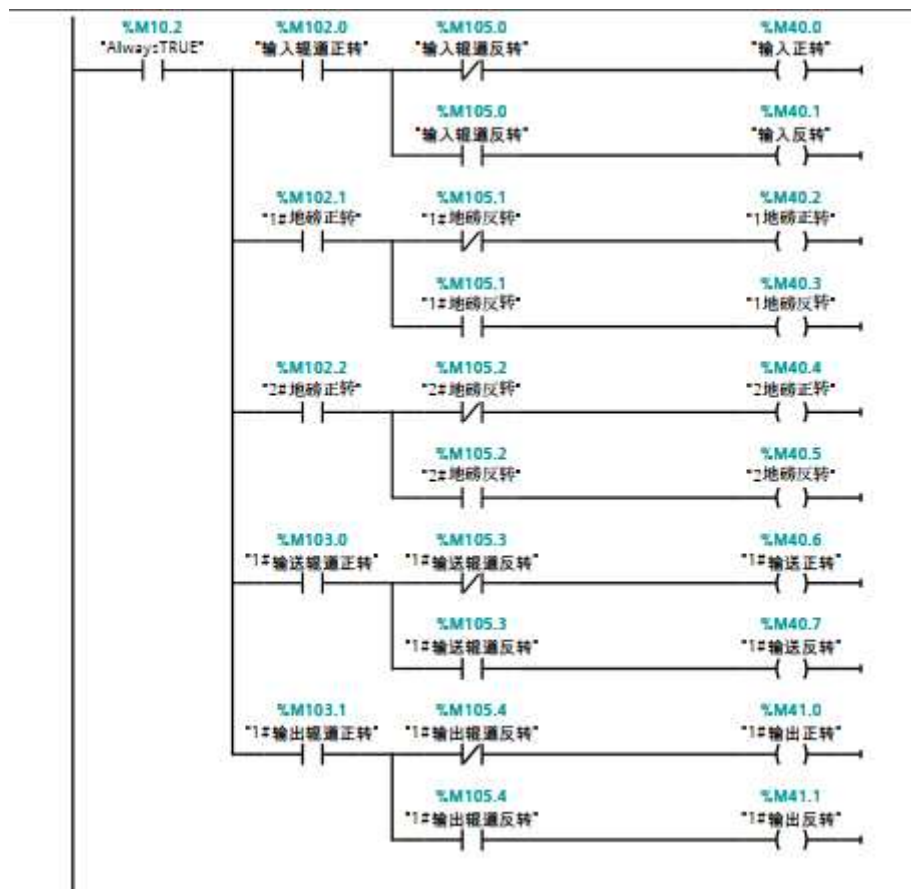 %M10.2 %M102.0 %M105.0 %M40.0
"AlwaysTRUE" "输入辊道正转" "输入辊道反转" "输入正转"
%M105.0 %M40.1
"输入辊道反转" "输入反转"
%M102.1 %M105.1 %M40.2
"1#地磅正转" "1#地磅反转" "1地磅正转"
%M105.1 %M40.3
"1#地磅反转" "1地磅反转"
%M102.2 %M105.2 %M40.4
"2#地磅正转" "2#地磅反转" "2地磅正转"
%M105.2 %M40.5
"2#地磅反转" "2地磅反转"
%M103.0 %M105.3 %M40.6
"1#输送辊道正转" "1#输送辊道反转" "1#输送正转"
%M105.3 %M40.7
"1#输送辊道反转" "1#输送反转"
%M103.1 %M105.4 %M41.0
"1#输出辊道正转" "1#输出辊道反转" "1#输出正转"
%M105.4 %M41.1
"1#输出辊道反转" "1#输出反转"